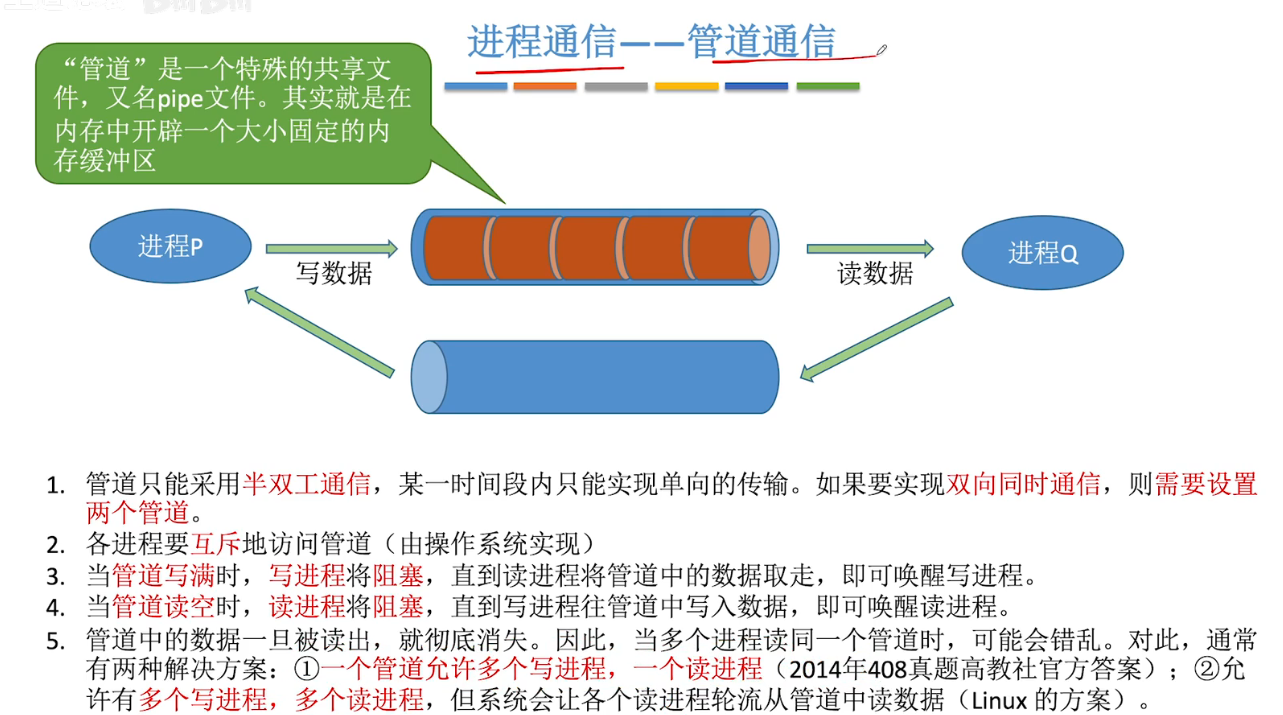 进程通信——管道通信
“管道”是一个特殊的共享文
件，又名pipe文件。其实就是在
内存中开辟一个大小固定的内
存缓冲区
进程P
写数据
读数据
进程Q
1. 管道只能采用半双工通信，某一时间段内只能实现单向的传输。如果要实现双向同时通信，则需要设置
两个管道。
2. 各进程要互斥地访问管道（由操作系统实现）
3. 当管道写满时，写进程将阻塞，直到读进程将管道中的数据取走，即可唤醒写进程。
4. 当管道读空时，读进程将阻塞，直到写进程往管道中写入数据，即可唤醒读进程。
5. 管道中的数据一旦被读出，就彻底消失。因此，当多个进程读同一个管道时，可能会错乱。对此，通常
有两种解决方案：①一个管道允许多个写进程，一个读进程（2014年408真题高教社官方答案）；②允
许有多个写进程，多个读进程，但系统会让各个读进程轮流从管道中读数据（Linux 的方案）。